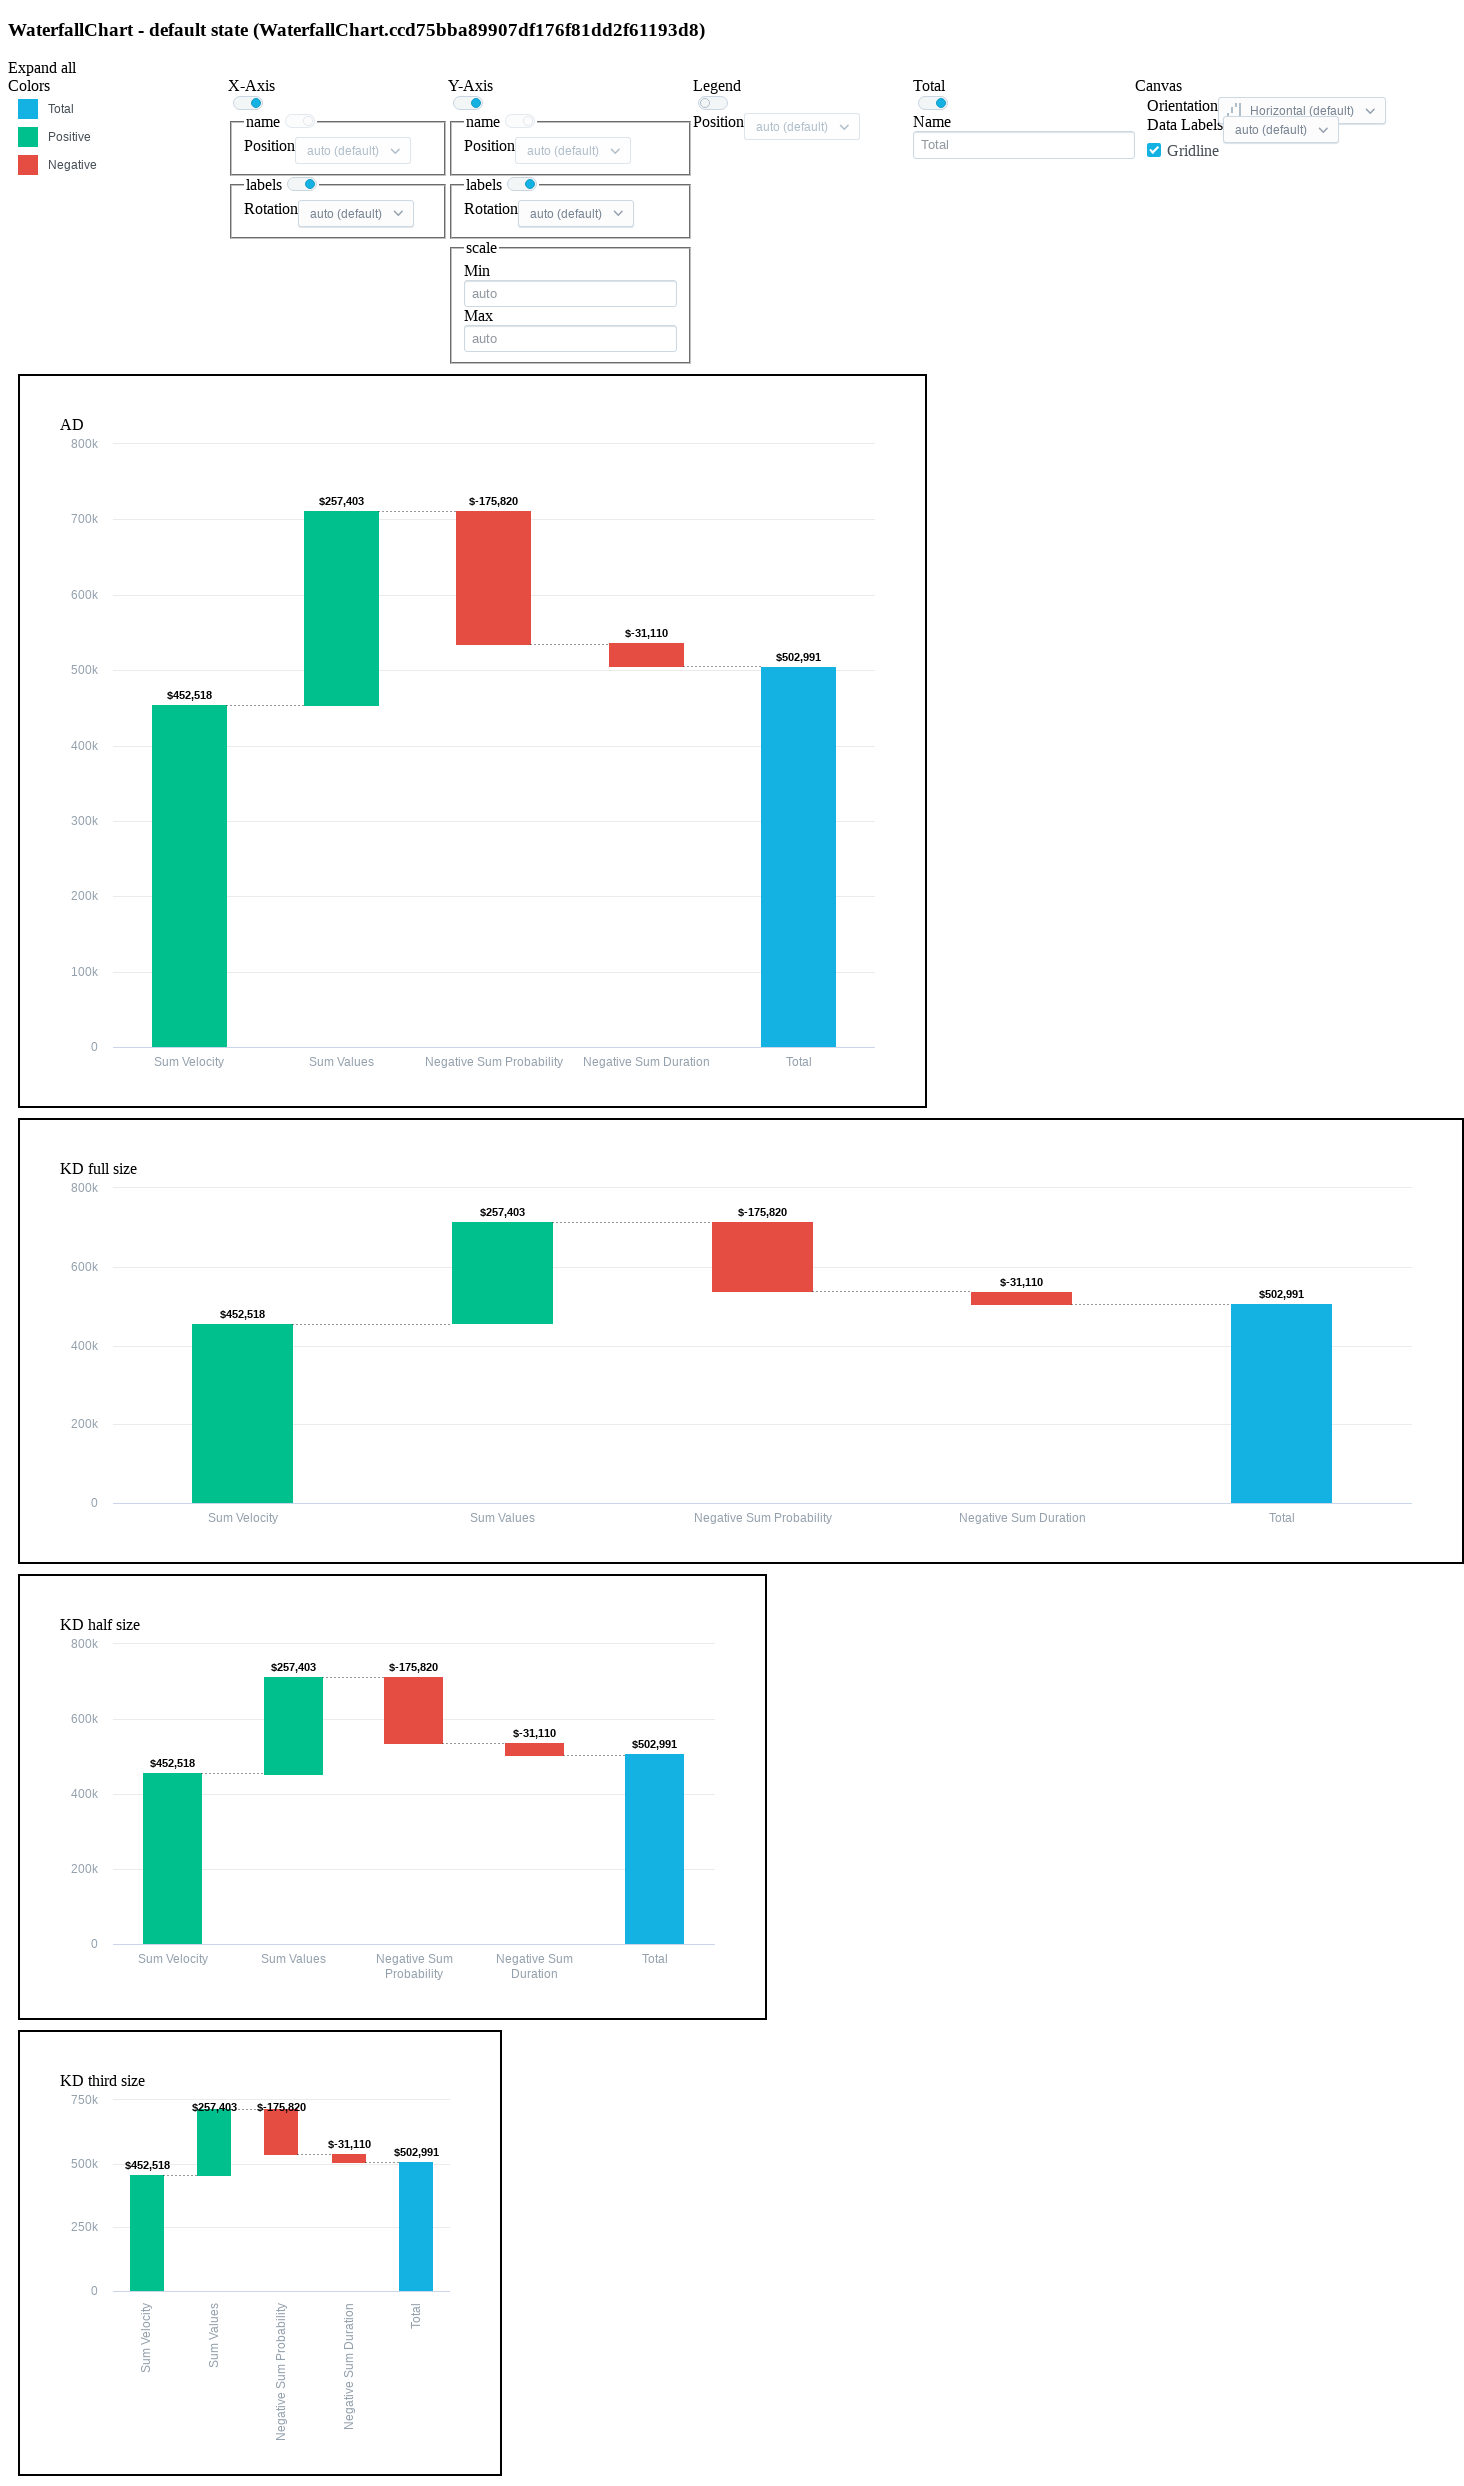 WaterfallChart - default state (WaterfallChart.ccd75bba89907df176f81dd2f61193d8)
Expand all
Colors
Total
Positive
Negative
X-Axis
name
Position auto (default)
labels
Rotation auto (default)
Y-Axis
name
Position auto (default)
labels
Rotation auto (default)
scale
Min
auto
Max
auto
Legend
Position auto (default)
Total
Name
Total
Canvas
Orientation Horizontal (default)
Data Labels auto (default)
Gridline
AD
800k
700k
600k
500k
400k
300k
200k
100k
0
$452,518
$257,403
$-175,820
$-31,110
$502,991
Sum Velocity
Sum Values
Negative Sum Probability
Negative Sum Duration
Total
KD full size
800k
600k
400k
200k
0
$452,518
$257,403
$-175,820
$-31,110
$502,991
Sum Velocity
Sum Values
Negative Sum Probability
Negative Sum Duration
Total
KD half size
800k
600k
400k
200k
0
$452,518
$257,403
$-175,820
$-31,110
$502,991
Sum Velocity
Sum Values
Negative Sum
Probability
Negative Sum
Duration
Total
KD third size
750k
500k
250k
0
$452,518
$257,403
$-175,820
$-31,110
$502,991
Sum Velocity
Sum Values
Negative Sum Probability
Negative Sum Duration
Total